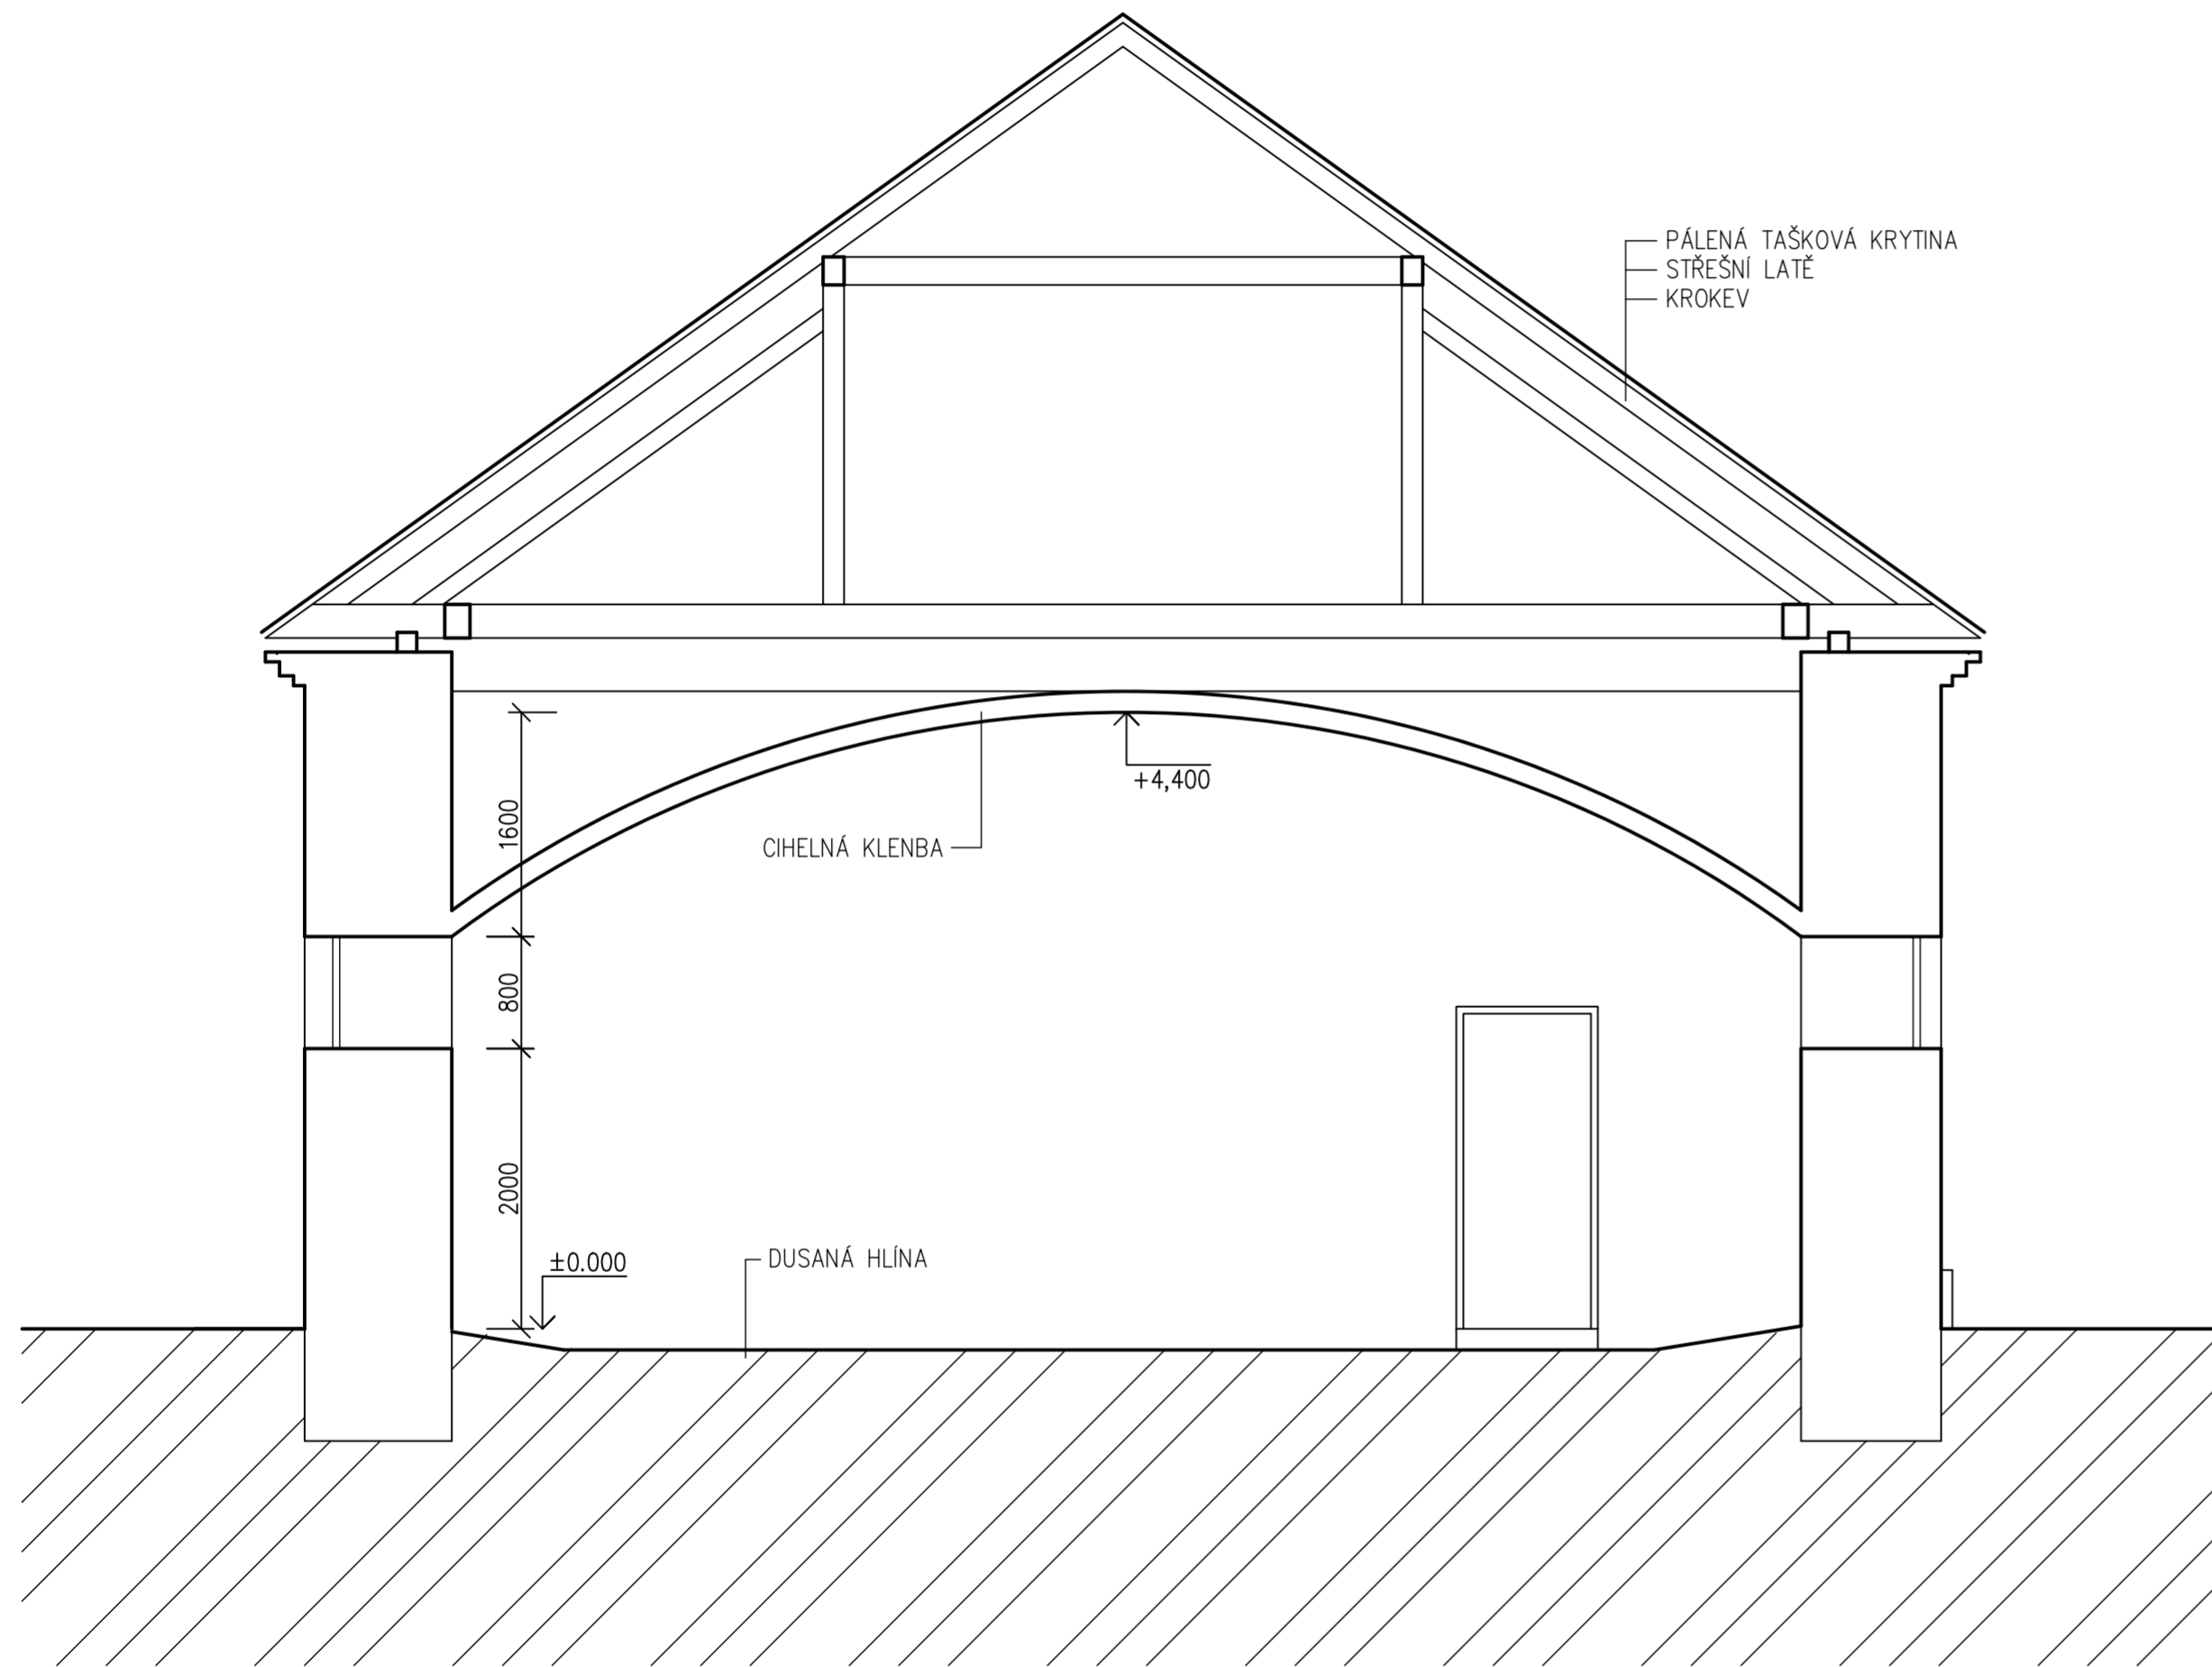 PÁLENÁ TAŠKOVÁ KRYTINA
STŘEŠNÍ LATĚ
KROKEV
+4,400
1600
CIHELNÁ KLENBA
800
2000
±0.000
DUSANÁ HLÍNA